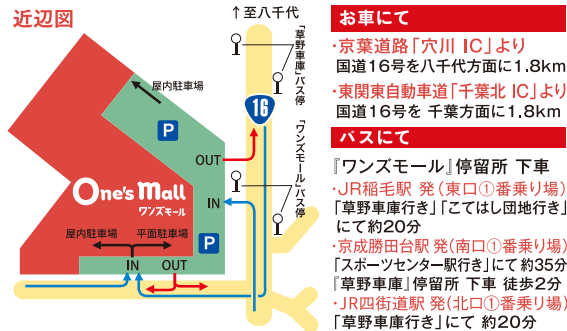 近辺図
↑至八千代
「草野車庫」バス停
屋内駐車場
P
16
OUT
「ワンズモール」バス停
One's mall
ワンズモール
IN
屋内駐車場
平面駐車場
P
IN
OUT
お車にて
・京葉道路「穴川 IC」より
国道16号を八千代方面に1.8km
・東関東自動車道「千葉北 IC」より
国道16号を 千葉方面に1.8km
バスにて
『ワンズモール』停留所 下車
・JR稲毛駅 発(東口①番乗り場)
「草野車庫行き」「こてはし団地行き」
にて約20分
・京成勝田台駅 発(南口①番乗り場)
「スポーツセンター駅行き」にて 約35分
『草野車庫』停留所 下車 徒歩2分
・JR四街道駅 発(北口①番乗り場)
「草野車庫行き」にて 約20分